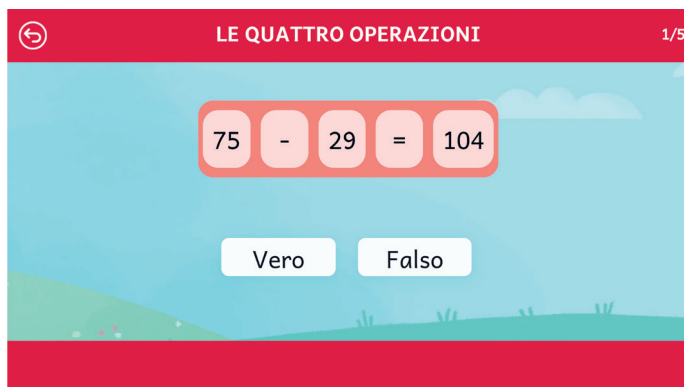 LE QUATTRO OPERAZIONI 1/5
75 - 29 = 104
Vero Falso